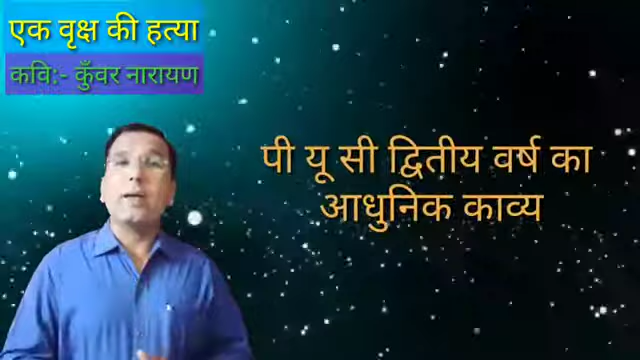 एक वृक्ष की हत्या
कवि:- कुँवर नारायण
पी यू सी द्वितीय वर्ष का
आधुनिक काव्य